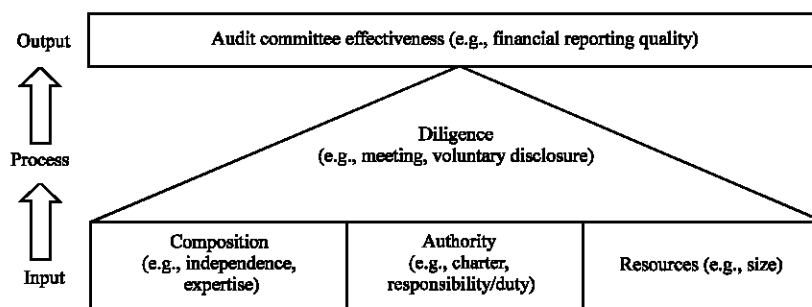 Output
Audit committee effectiveness (e.g., financial reporting quality)
Diligence
(e.g., meeting, voluntary disclosure)
Process
Composition
(e.g., independence,
expertise)
Authority
(e.g., charter,
responsibility/duty)
Resources (e.g., size)
Input